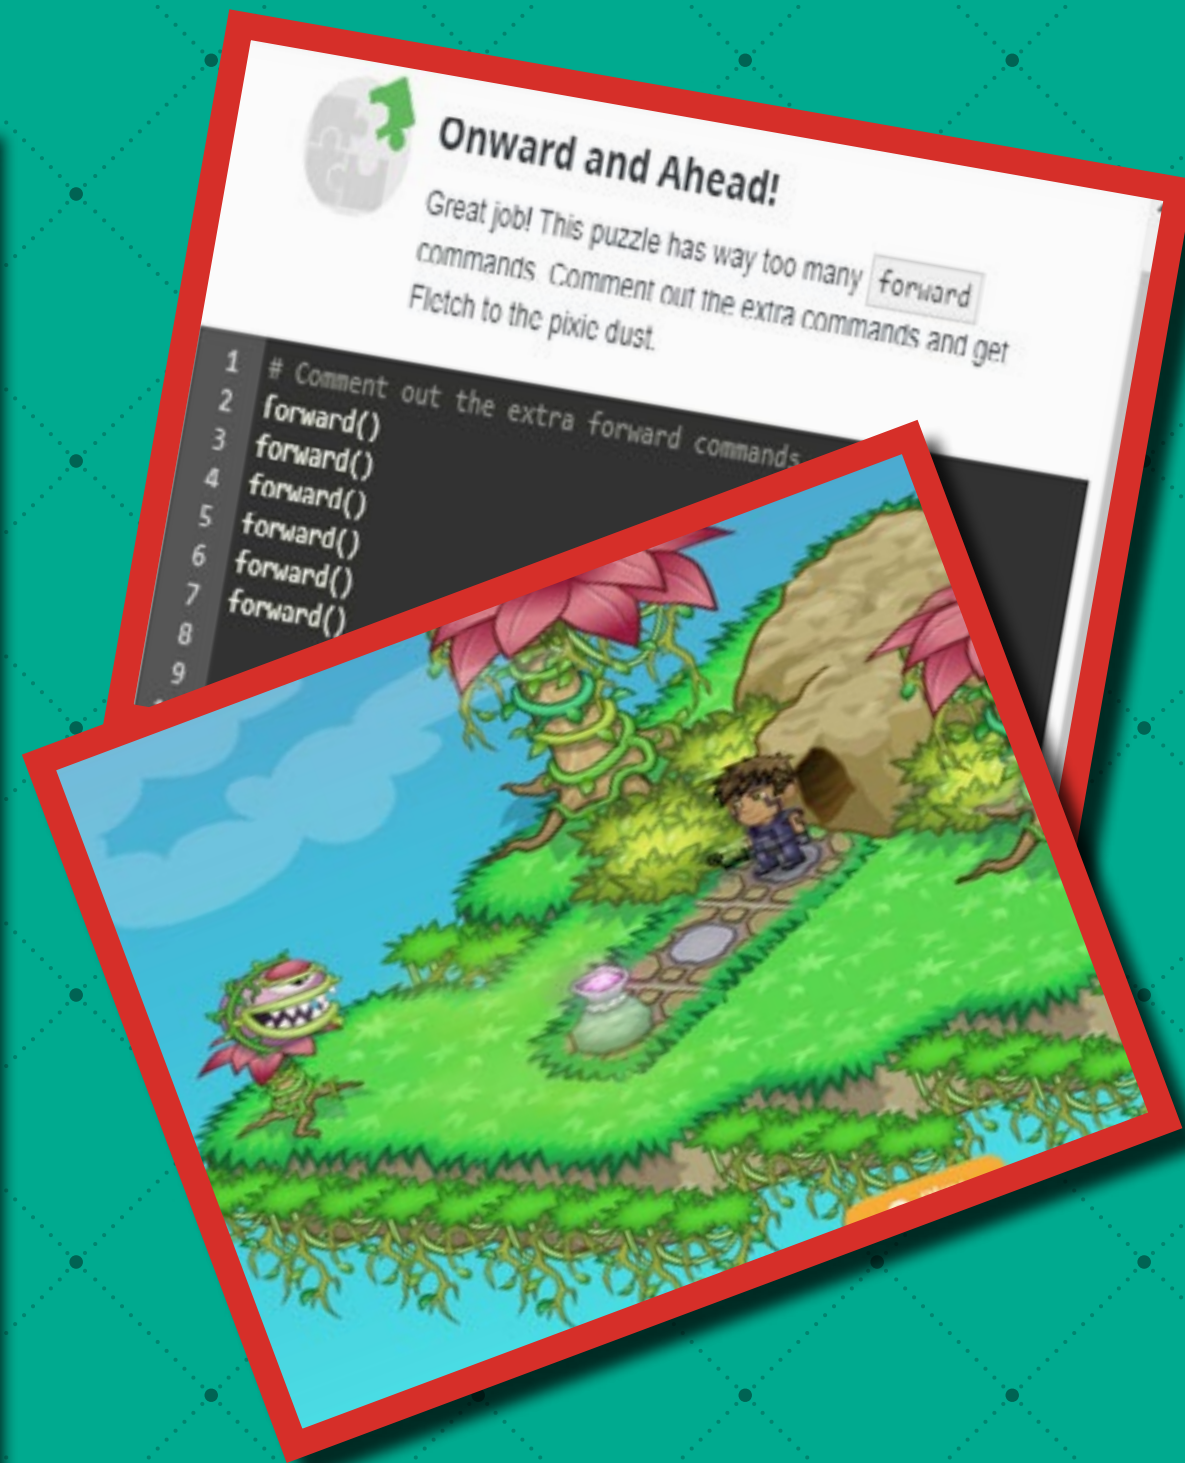 Onward and Ahead!
Great job! This puzzle has way too many forward
commands. Comment out the extra commands and get
Fletch to the pixie dust.
1 # Comment out the extra forward commands
2 forward()
3 forward()
4 forward()
5 forward()
6 forward()
7 forward()
8
9